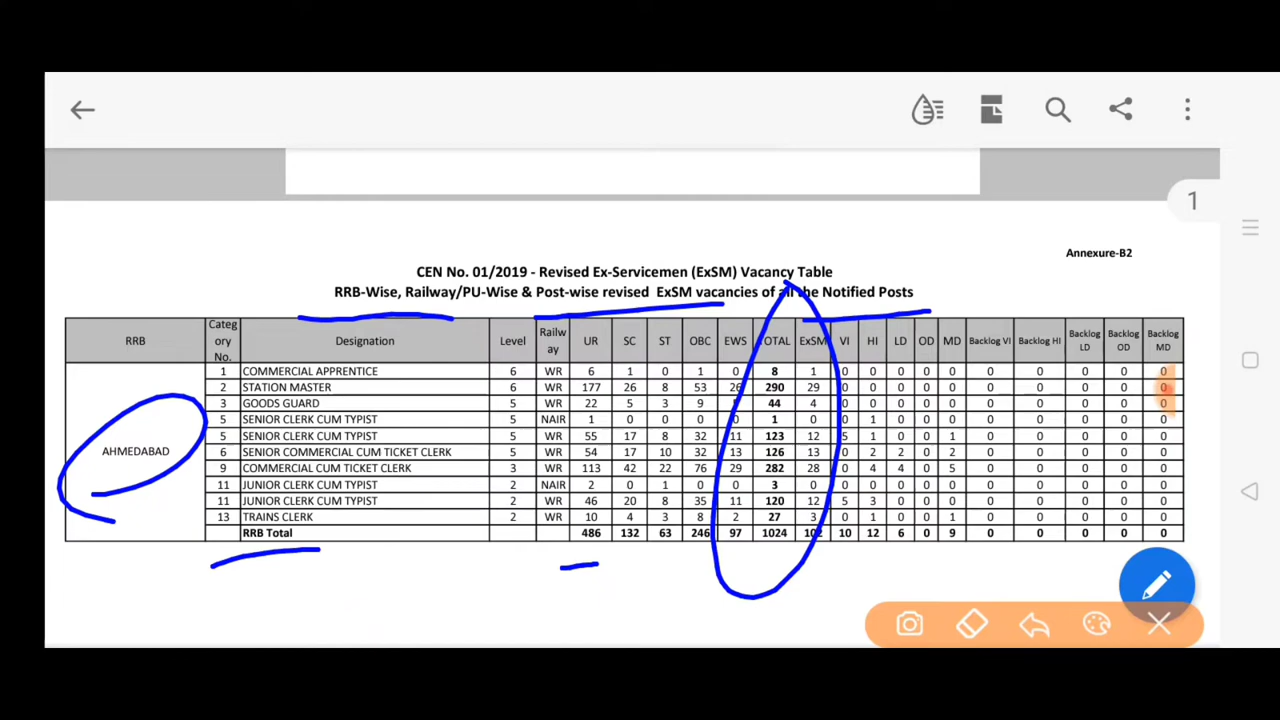 1
Annexure-B2
CEN No. 01/2019 - Revised Ex-Servicemen (ExSM) Vacancy Table
RRB-Wise, Railway/PU-Wise & Post-wise revised ExSM vacancies of all the Notified Posts
RRB Category No. Designation Level Railway UR SC ST OBC EWS TOTAL ExSM VI HI LD OD MD Backlog VI Backlog HI Backlog LD Backlog OD Backlog MD
AHMEDABAD
1 COMMERCIAL APPRENTICE 6 WR 6 1 0 1 0 8 1 0 0 0 0 0 0 0 0 0 0
2 STATION MASTER 6 WR 177 26 8 53 26 290 29 0 0 0 0 0 0 0 0 0 0
3 GOODS GUARD 5 WR 22 5 3 9 44 4 0 0 0 0 0 0 0 0 0 0
5 SENIOR CLERK CUM TYPIST 5 NAIR 1 0 0 0 0 1 0 0 1 0 0 0 0 0 0 0 0
5 SENIOR CLERK CUM TYPIST 5 WR 55 17 8 32 11 123 12 5 1 0 0 1 0 0 0 0 0
6 SENIOR COMMERCIAL CUM TICKET CLERK 5 WR 54 17 10 32 13 126 13 0 2 2 0 2 0 0 0 0 0
9 COMMERCIAL CUM TICKET CLERK 3 WR 113 42 22 76 29 282 28 0 4 4 0 5 0 0 0 0 0
11 JUNIOR CLERK CUM TYPIST 2 NAIR 2 0 1 0 0 3 0 0 0 0 0 0 0 0 0 0 0
11 JUNIOR CLERK CUM TYPIST 2 WR 46 20 8 35 11 120 12 5 3 0 0 0 0 0 0 0 0
13 TRAINS CLERK 2 WR 10 4 3 8 2 27 3 0 1 0 0 1 0 0 0 0 0
RRB Total 486 132 63 246 97 1024 102 10 12 6 0 9 0 0 0 0 0